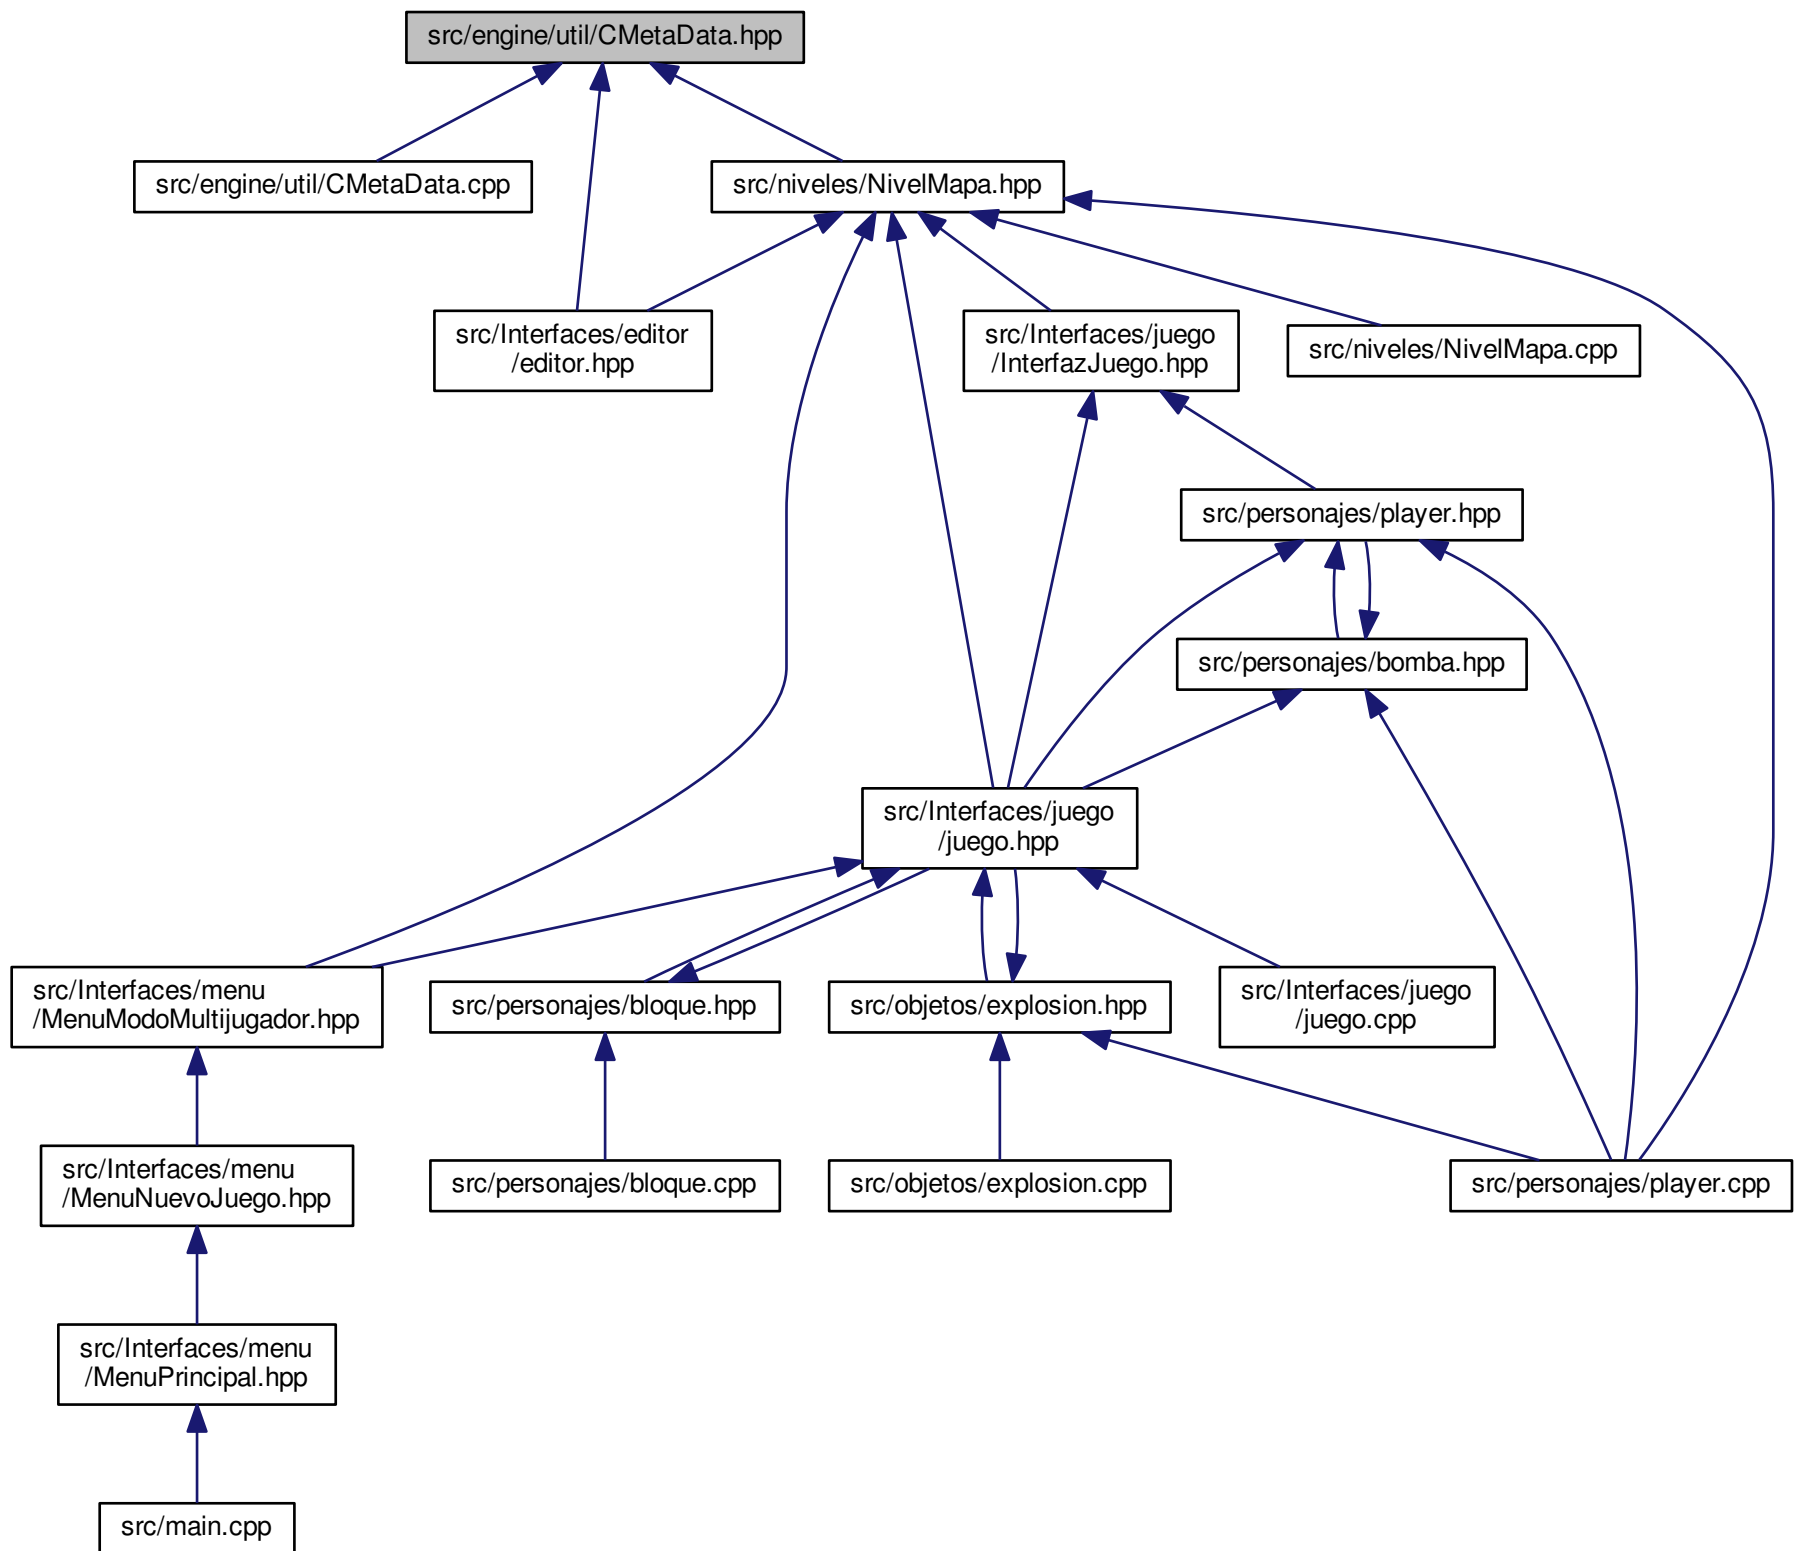 src/engine/util/CMetaData.hpp
src/engine/util/CMetaData.cpp
src/niveles/NivelMapa.hpp
src/Interfaces/editor
/editor.hpp
src/Interfaces/juego
/InterfazJuego.hpp
src/niveles/NivelMapa.cpp
src/personajes/player.hpp
src/personajes/bomba.hpp
src/Interfaces/juego
/juego.hpp
src/Interfaces/menu
/MenuModoMultijugador.hpp
src/personajes/bloque.hpp
src/objetos/explosion.hpp
src/Interfaces/juego
/juego.cpp
src/Interfaces/menu
/MenuNuevoJuego.hpp
src/personajes/bloque.cpp
src/objetos/explosion.cpp
src/personajes/player.cpp
src/Interfaces/menu
/MenuPrincipal.hpp
src/main.cpp